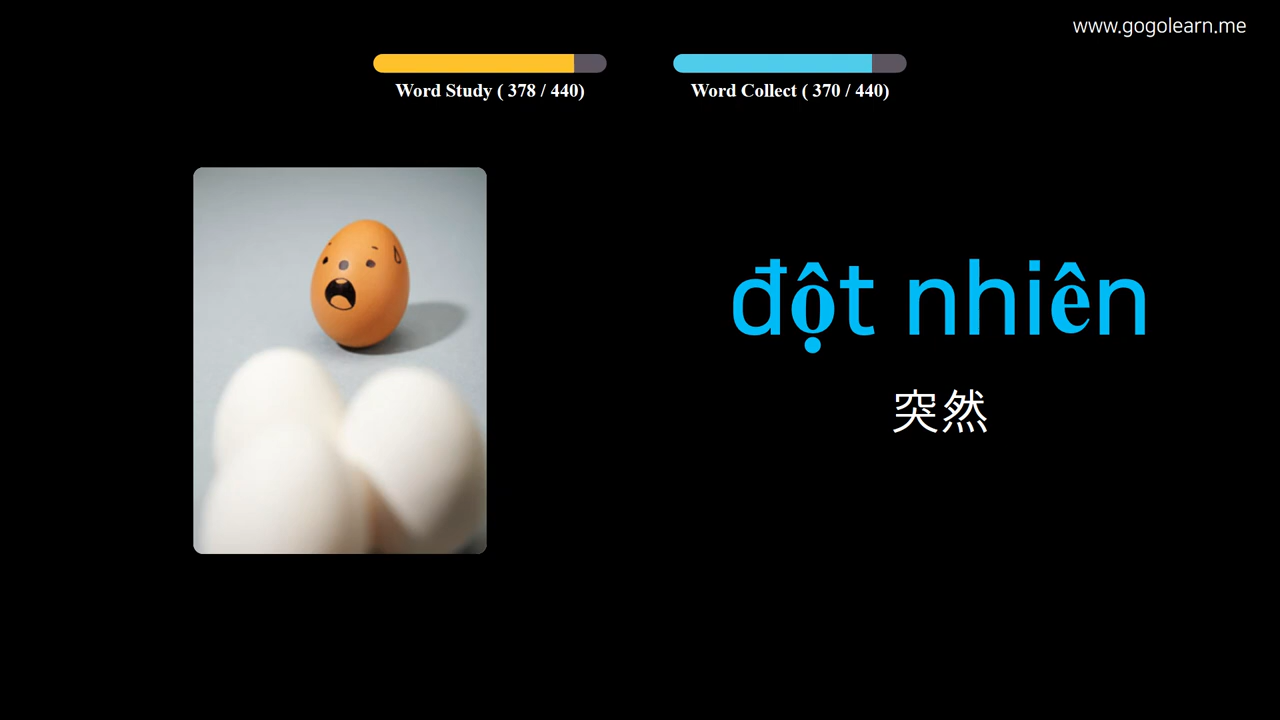 www.gogolearn.me
Word Study ( 378 / 440)
Word Collect ( 370 / 440)
đột nhiên
突然